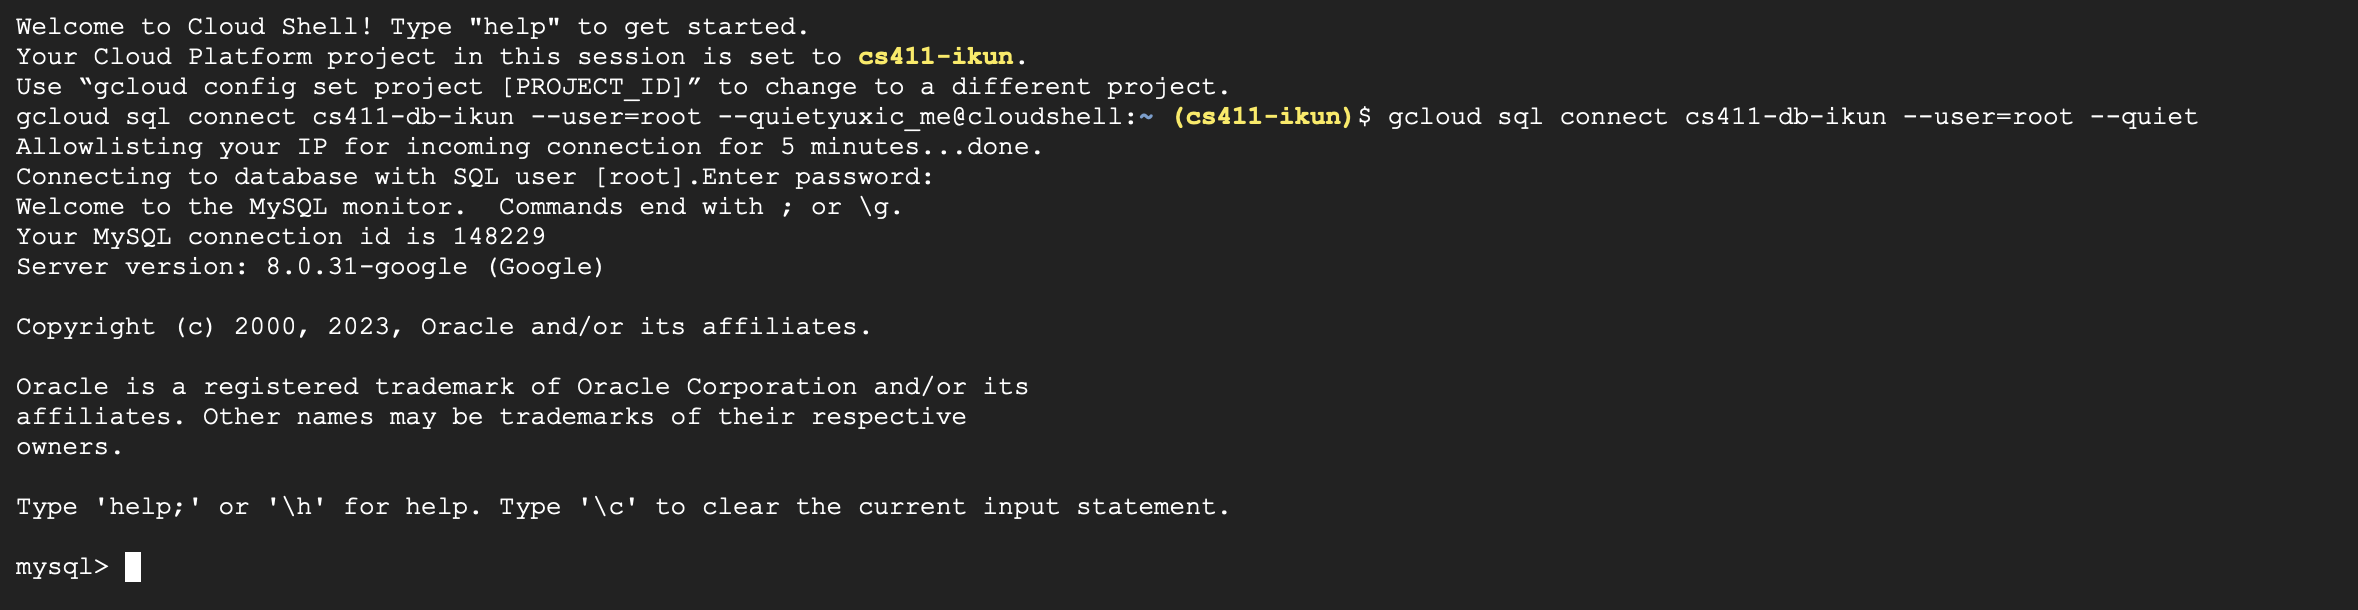 Welcome to Cloud Shell! Type "help" to get started.
Your Cloud Platform project in this session is set to cs411-ikun.
Use “gcloud config set project [PROJECT_ID]” to change to a different project.
gcloud sql connect cs411-db-ikun --user=root --quietyuxic_me@cloudshell:~ (cs411-ikun)$ gcloud sql connect cs411-db-ikun --user=root --quiet
Allowlisting your IP for incoming connection for 5 minutes...done.
Connecting to database with SQL user [root].Enter password:
Welcome to the MySQL monitor.  Commands end with ; or \g.
Your MySQL connection id is 148229
Server version: 8.0.31-google (Google)
Copyright (c) 2000, 2023, Oracle and/or its affiliates.
Oracle is a registered trademark of Oracle Corporation and/or its
affiliates. Other names may be trademarks of their respective
owners.
Type 'help;' or '\h' for help. Type '\c' to clear the current input statement.
mysql>